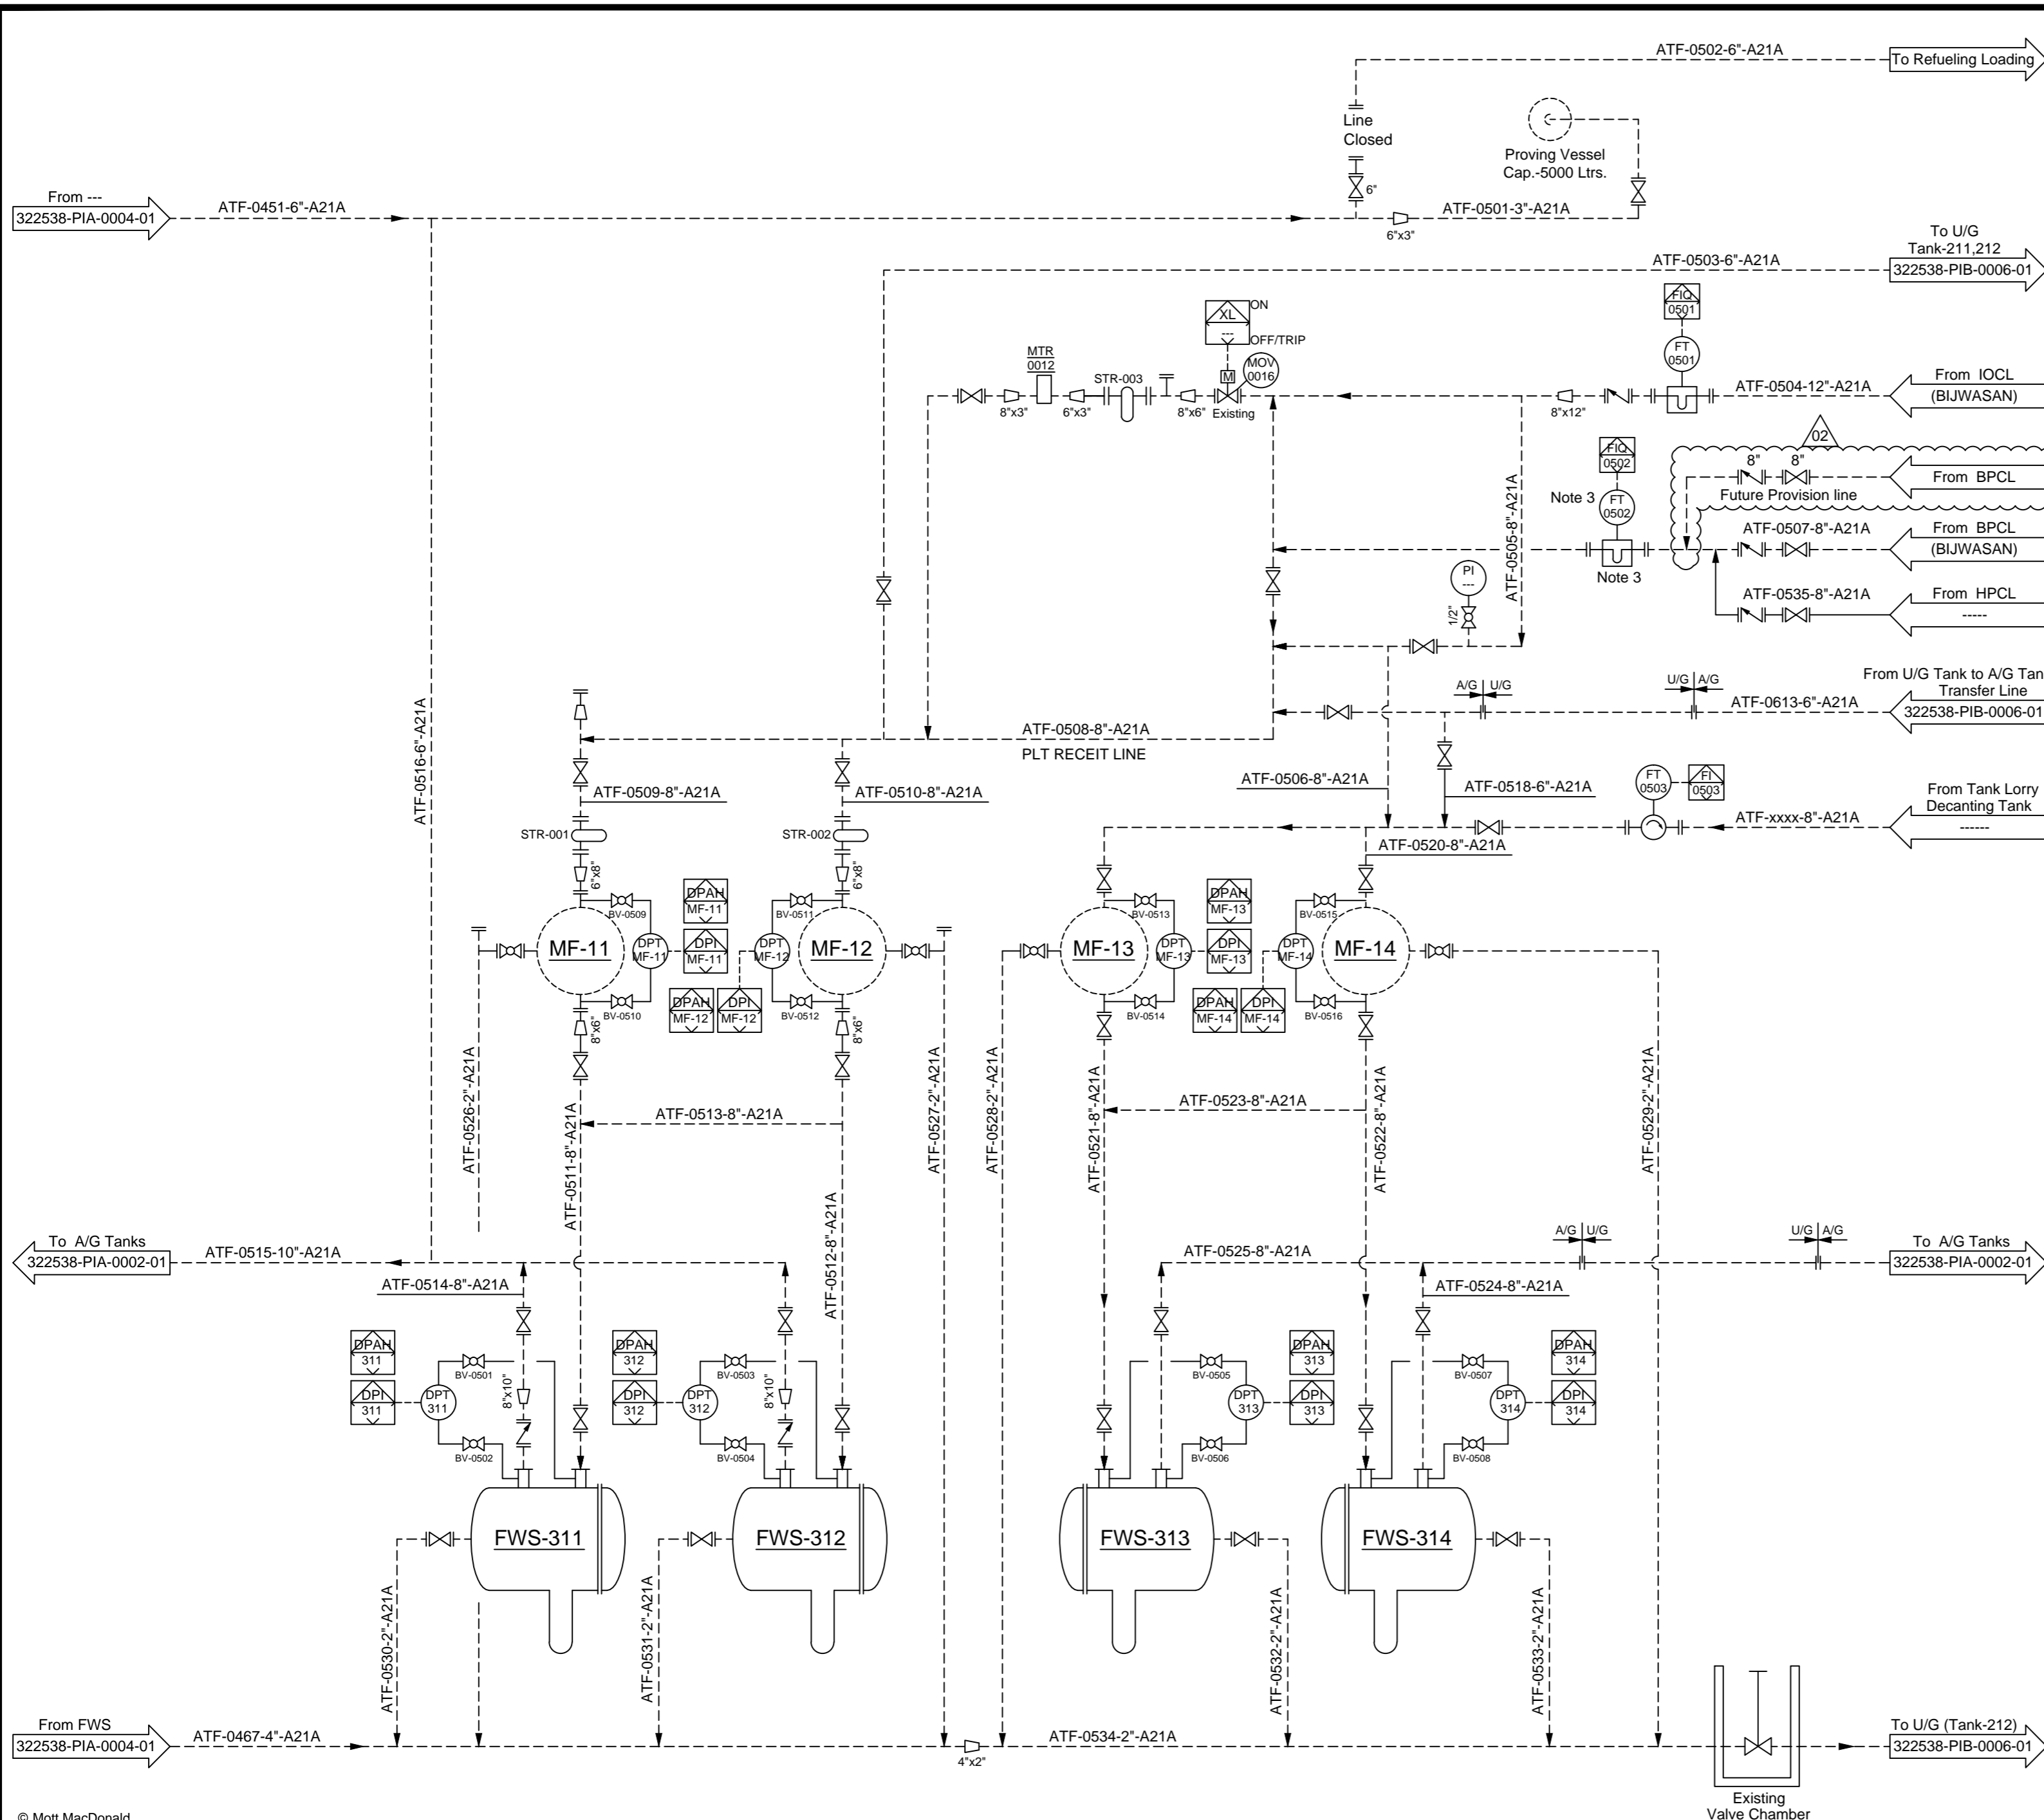 ATF-0502-6"-A21A
To Refueling Loading
Line
Closed
6"
Proving Vessel
Cap.-5000 Ltrs.
From ---
322538-PIA-0004-01
ATF-0451-6"-A21A
ATF-0501-3"-A21A
6"x3"
To U/G
Tank-211,212
322538-PIB-0006-01
ATF-0503-6"-A21A
FIQ
0501
FT
0501
XL
---
ON
OFF/TRIP
MOV
0016
M
MTR
0012
STR-003
8"x3"
6"x3"
8"x6"
Existing
8"x12"
ATF-0504-12"-A21A
From IOCL
(BIJWASAN)
02
FIQ
0502
Note 3
FT
0502
8"
8"
From BPCL
Future Provision line
ATF-0505-8"-A21A
ATF-0507-8"-A21A
From BPCL
(BIJWASAN)
Note 3
PI
---
1/2"
ATF-0535-8"-A21A
From HPCL
-----
From U/G Tank to A/G Tan
Transfer Line
322538-PIB-0006-01
A/G
U/G
U/G
A/G
ATF-0613-6"-A21A
ATF-0516-6"-A21A
ATF-0508-8"-A21A
PLT RECEIT LINE
ATF-0506-8"-A21A
ATF-0518-6"-A21A
FT
0503
FI
0503
From Tank Lorry
Decanting Tank
------
ATF-xxxx-8"-A21A
ATF-0509-8"-A21A
ATF-0510-8"-A21A
STR-001
STR-002
ATF-0520-8"-A21A
6"x8"
6"x8"
BV-0509
DPAH
MF-11
BV-0511
BV-0513
DPAH
MF-13
BV-0515
MF-11
DPT
MF-11
DPI
MF-11
DPT
MF-12
MF-12
MF-13
DPT
MF-13
DPI
MF-13
DPT
MF-14
MF-14
BV-0510
DPAH
MF-12
DPI
MF-12
BV-0512
BV-0514
DPAH
MF-14
DPI
MF-14
BV-0516
8"x6"
8"x6"
ATF-0526-2"-A21A
ATF-0511-8"-A21A
ATF-0513-8"-A21A
ATF-0527-2"-A21A
ATF-0528-2"-A21A
ATF-0521-8"-A21A
ATF-0523-8"-A21A
ATF-0522-8"-A21A
ATF-0529-2"-A21A
ATF-0512-8"-A21A
To A/G Tanks
322538-PIA-0002-01
ATF-0515-10"-A21A
ATF-0514-8"-A21A
ATF-0525-8"-A21A
ATF-0524-8"-A21A
A/G
U/G
U/G
A/G
To A/G Tanks
322538-PIA-0002-01
DPAH
311
DPI
311
DPT
311
BV-0501
BV-0502
8"x10"
DPAH
312
DPI
312
DPT
312
BV-0503
BV-0504
8"x10"
BV-0505
BV-0506
DPT
313
DPAH
313
DPI
313
BV-0507
BV-0508
DPT
314
DPAH
314
DPI
314
FWS-311
FWS-312
FWS-313
FWS-314
ATF-0530-2"-A21A
ATF-0531-2"-A21A
ATF-0532-2"-A21A
ATF-0533-2"-A21A
From FWS
322538-PIA-0004-01
ATF-0467-4"-A21A
4"x2"
ATF-0534-2"-A21A
To U/G (Tank-212)
322538-PIB-0006-01
Existing
Valve Chamber
© Mott MacDonald